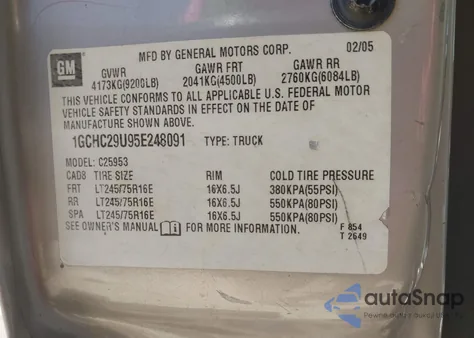 GM
MFD BY GENERAL MOTORS CORP. 02/05
GVWR GAWR FRT GAWR RR
4173KG(9200LB) 2041KG(4500LB) 2760KG(6084LB)
THIS VEHICLE CONFORMS TO ALL APPLICABLE U.S. FEDERAL MOTOR
VEHICLE SAFETY STANDARDS IN EFFECT ON THE DATE OF
MANUFACTURE SHOWN ABOVE.
1GCHC29U95E248091 TYPE: TRUCK
MODEL: C25953
CAD8 TIRE SIZE RIM COLD TIRE PRESSURE
FRT LT245/75R16E 16X6.5J 380KPA(55PSI)
RR LT245/75R16E 16X6.5J 550KPA(80PSI)
SPA LT245/75R16E 16X6.5J 550KPA(80PSI)
SEE OWNER'S MANUAL FOR MORE INFORMATION.
F 854
T 2649
autoSnap